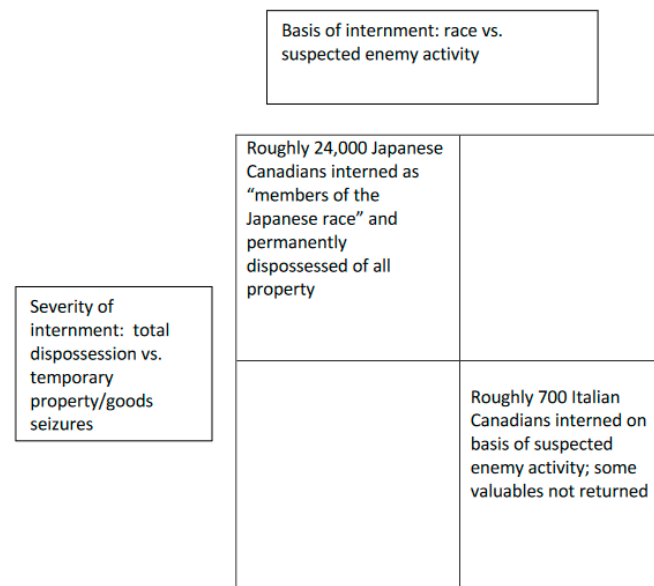 Basis of internment: race vs.
suspected enemy activity
Roughly 24,000 Japanese
Canadians interned as
“members of the
Japanese race” and
permanently
dispossessed of all
property
Severity of
internment:  total
dispossession vs.
temporary
property/goods
seizures
Roughly 700 Italian
Canadians interned on
basis of suspected
enemy activity; some
valuables not returned